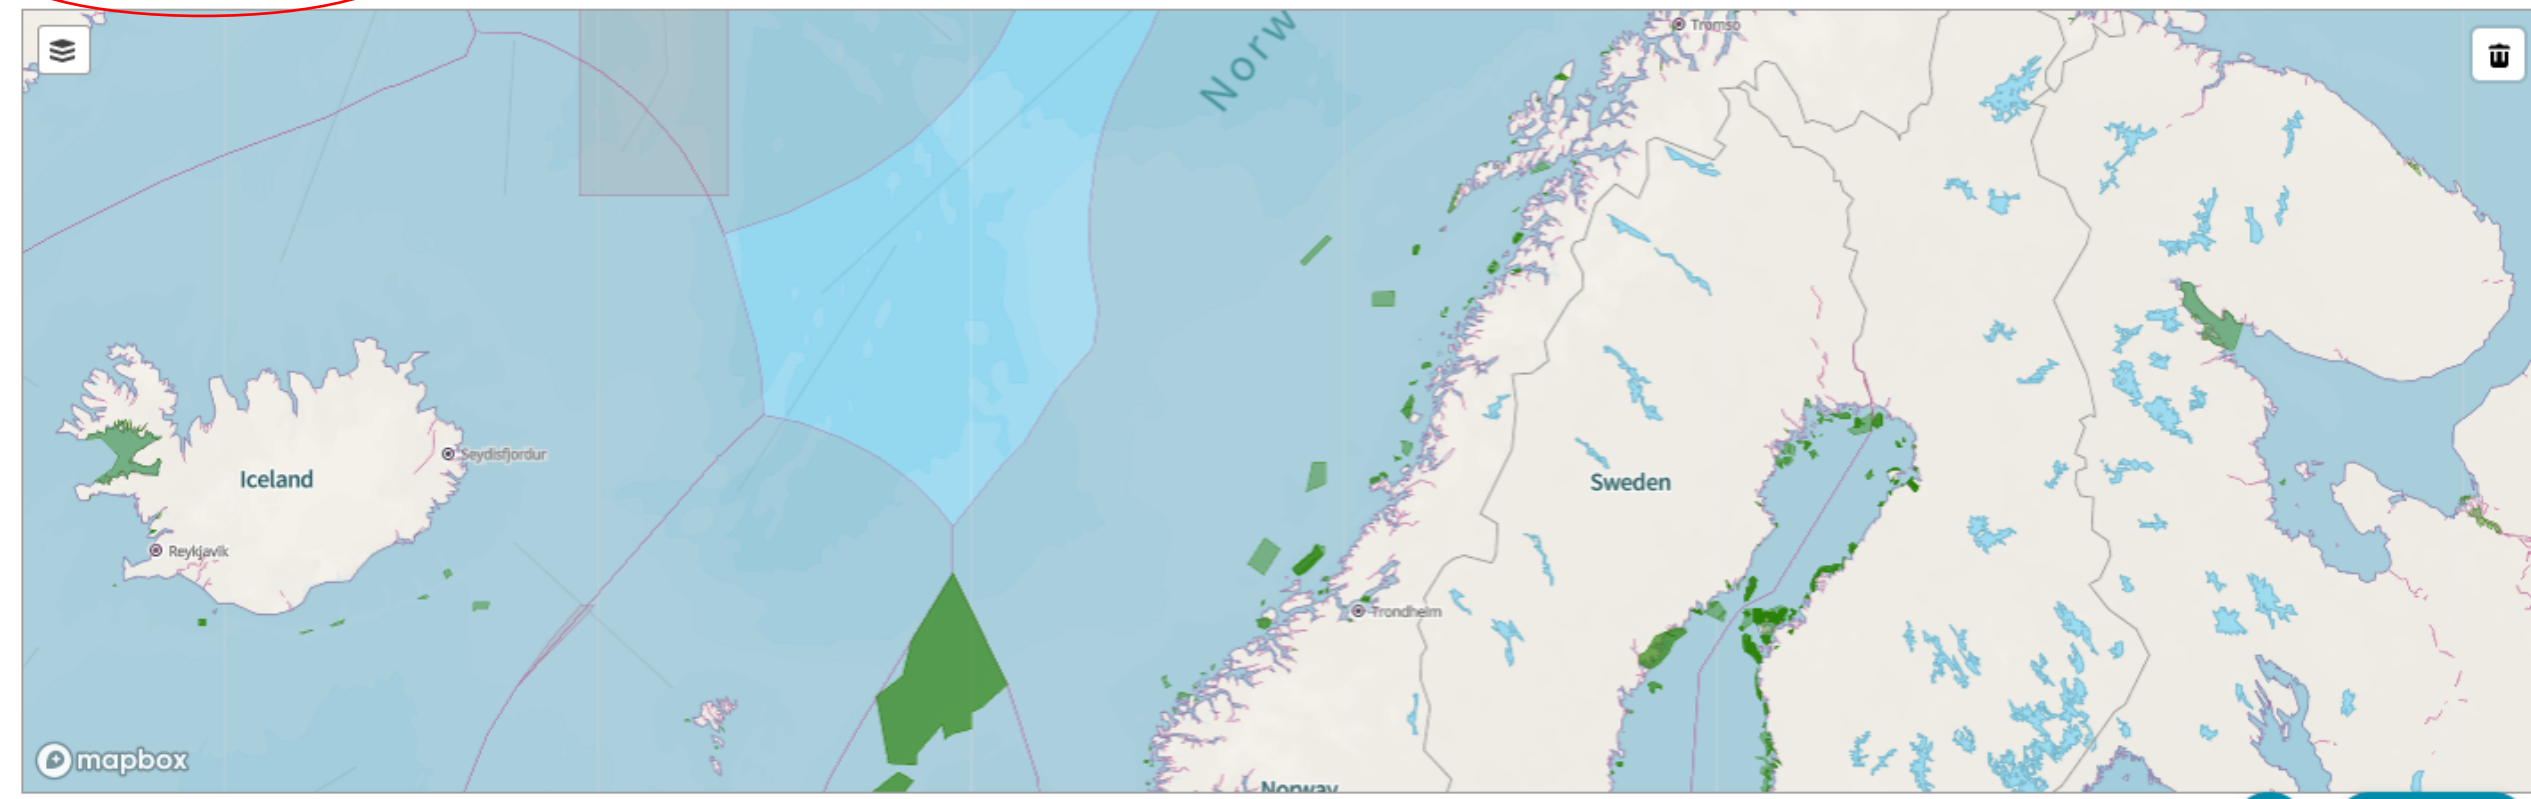 Tromsø
Norw
Seydisfjordur
Iceland
Sweden
Reykjavik
Trondheim
mapbox
Norway